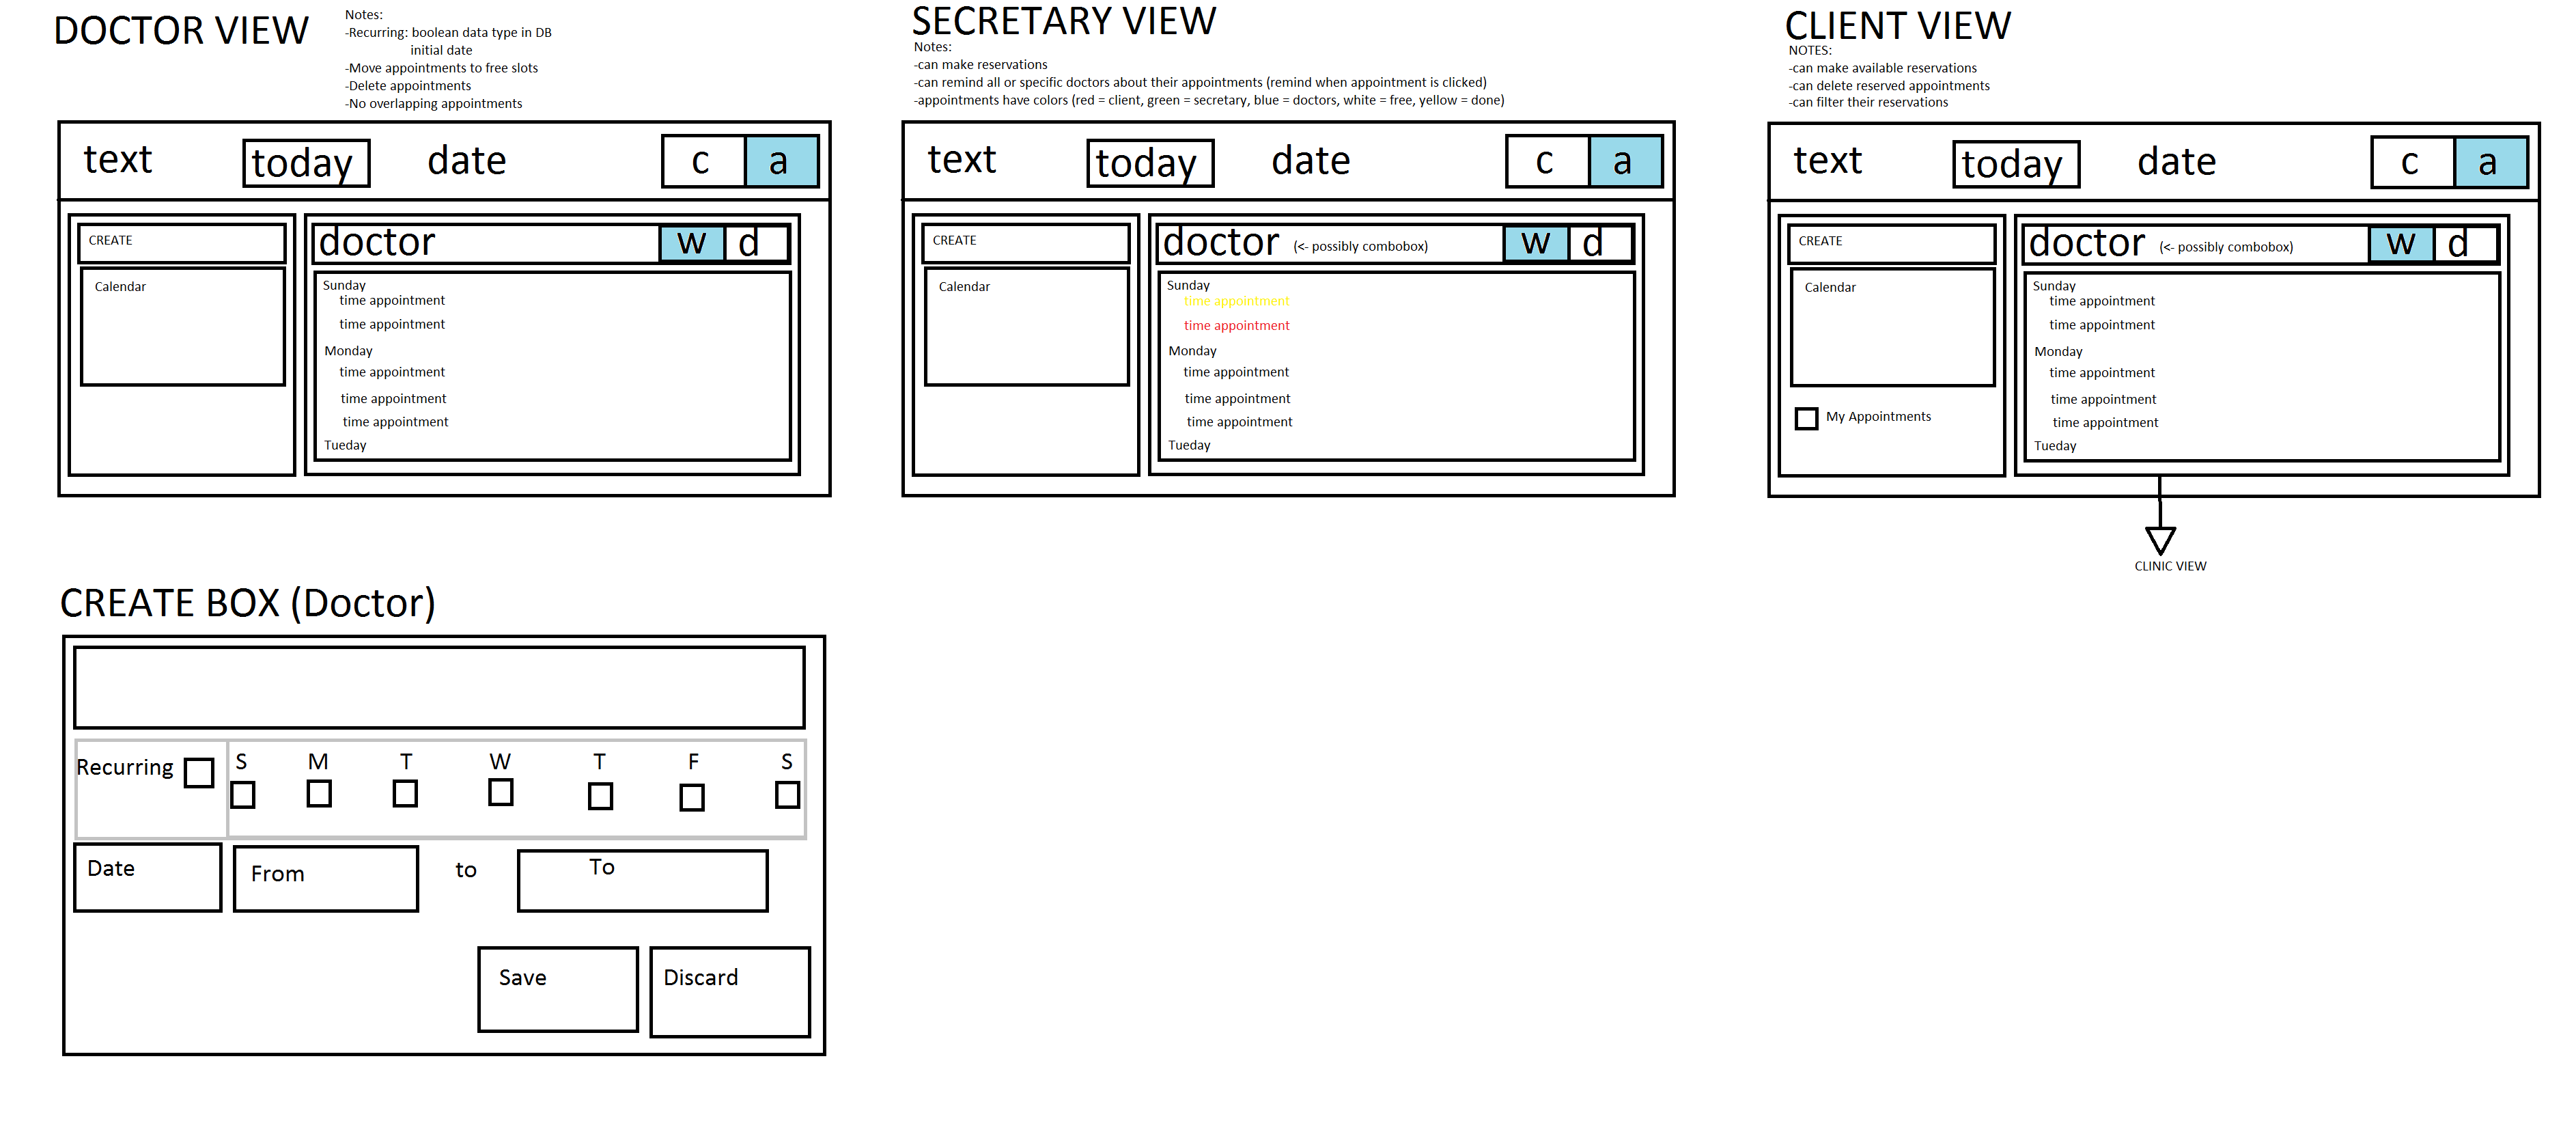 DOCTOR VIEW
Notes:
-Recurring: boolean data type in DB
initial date
-Move appointments to free slots
-Delete appointments
-No overlapping appointments
text
today
date
c
a
CREATE
Calendar
doctor
w
d
Sunday
time appointment
time appointment
Monday
time appointment
time appointment
time appointment
Tueday
SECRETARY VIEW
Notes:
-can make reservations
-can remind all or specific doctors about their appointments (remind when appointment is clicked)
-appointments have colors (red = client, green = secretary, blue = doctors, white = free, yellow = done)
text
today
date
c
a
CREATE
Calendar
doctor (<- possibly combobox)
w
d
Sunday
time appointment
time appointment
Monday
time appointment
time appointment
time appointment
Tueday
CLIENT VIEW
NOTES:
-can make available reservations
-can delete reserved appointments
-can filter their reservations
text
today
date
c
a
CREATE
Calendar
My Appointments
doctor (<- possibly combobox)
w
d
Sunday
time appointment
time appointment
Monday
time appointment
time appointment
time appointment
Tueday
CLINIC VIEW
CREATE BOX (Doctor)
Recurring
S M T W T F S
Date
From
to
To
Save
Discard